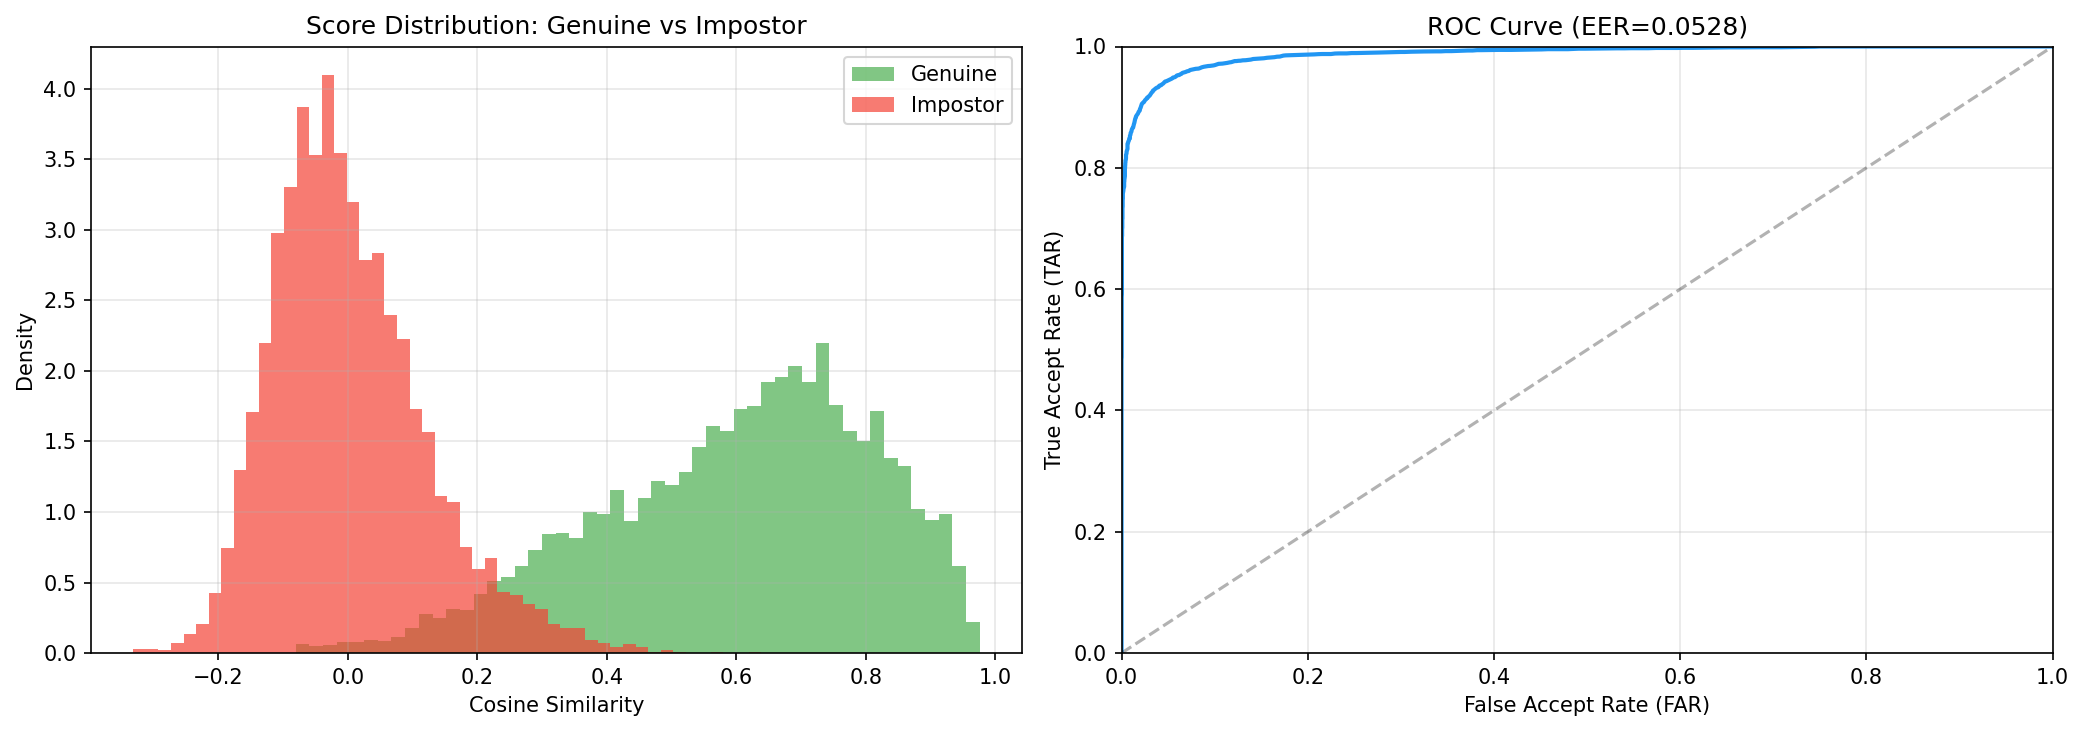 Score Distribution: Genuine vs Impostor
Genuine
Impostor
Density
4.0
3.5
3.0
2.5
2.0
1.5
1.0
0.5
0.0
−0.2 0.0 0.2 0.4 0.6 0.8 1.0
Cosine Similarity
ROC Curve (EER=0.0528)
True Accept Rate (TAR)
1.0
0.8
0.6
0.4
0.2
0.0
0.0 0.2 0.4 0.6 0.8 1.0
False Accept Rate (FAR)